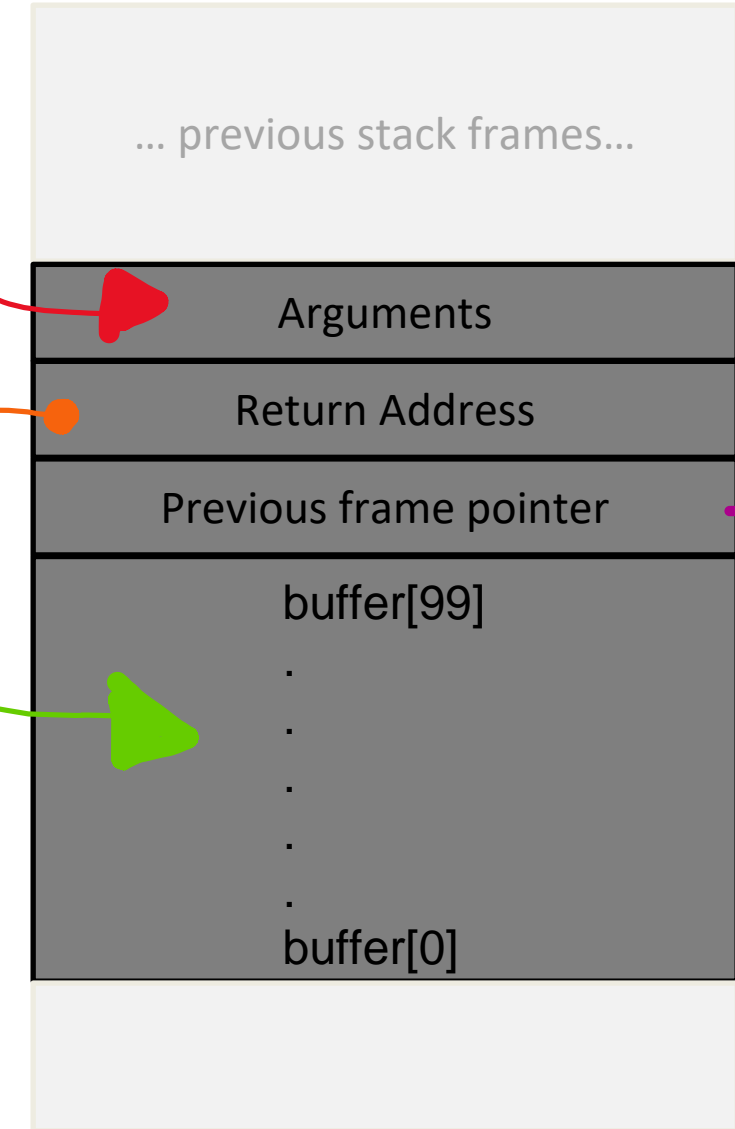 ... previous stack frames...
Arguments
Return Address
Previous frame pointer
buffer[99]
.
.
.
.
.
buffer[0]